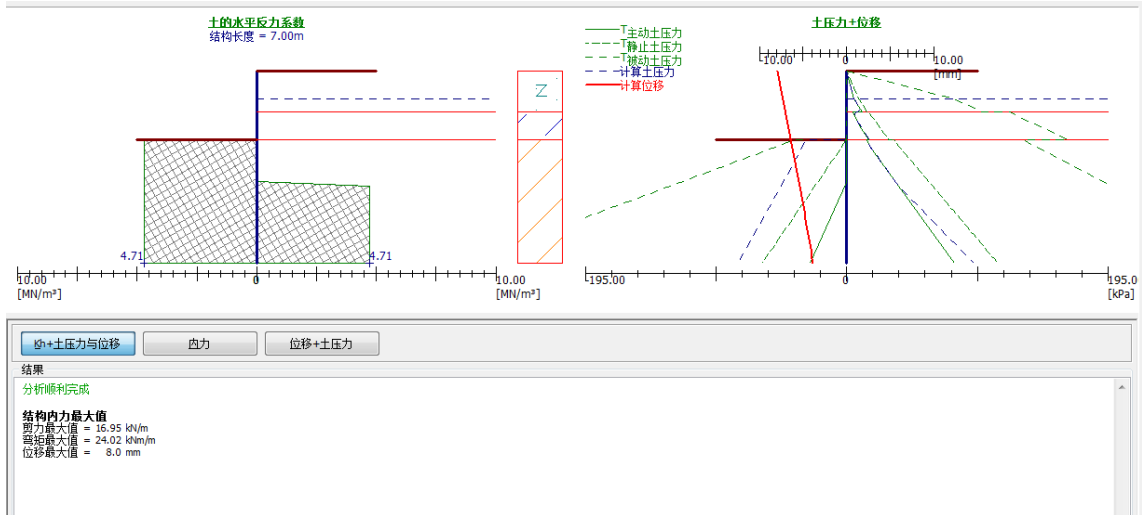 土的水平反力系数
结构长度 = 7.00m
4.71
4.71
10.00
0
10.00
[MN/m³]
[MN/m³]
土压力+位移
T主动土压力
T静止土压力
T被动土压力
计算土压力
计算位移
-10.00
0
10.00
[mm]
-195.00
0
195.0
[kPa]
Kh+土压力与位移
内力
位移+土压力
结果
分析顺利完成
结构内力最大值
剪力最大值 = 16.95 kN/m
弯矩最大值 = 24.02 kNm/m
位移最大值 = 8.0 mm